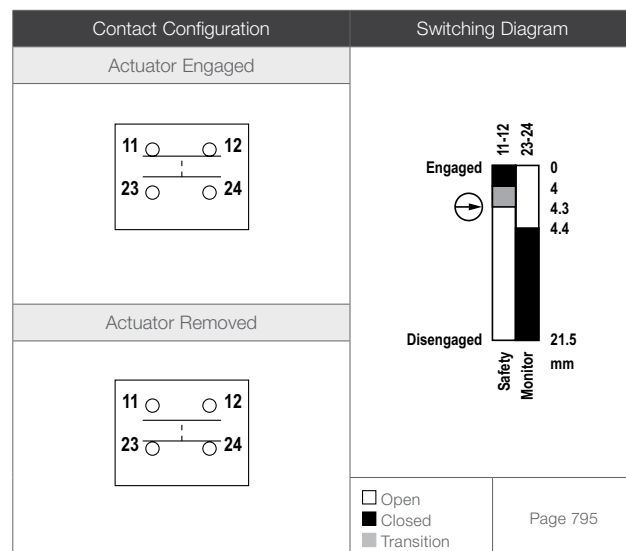 Contact Configuration
Switching Diagram
Actuator Engaged
11 12
23 24
Actuator Removed
11 12
23 24
11-12
23-24
Engaged
0
4
4.3
4.4
Disengaged
21.5
mm
Safety
Monitor
Open
Closed
Transition
Page 795